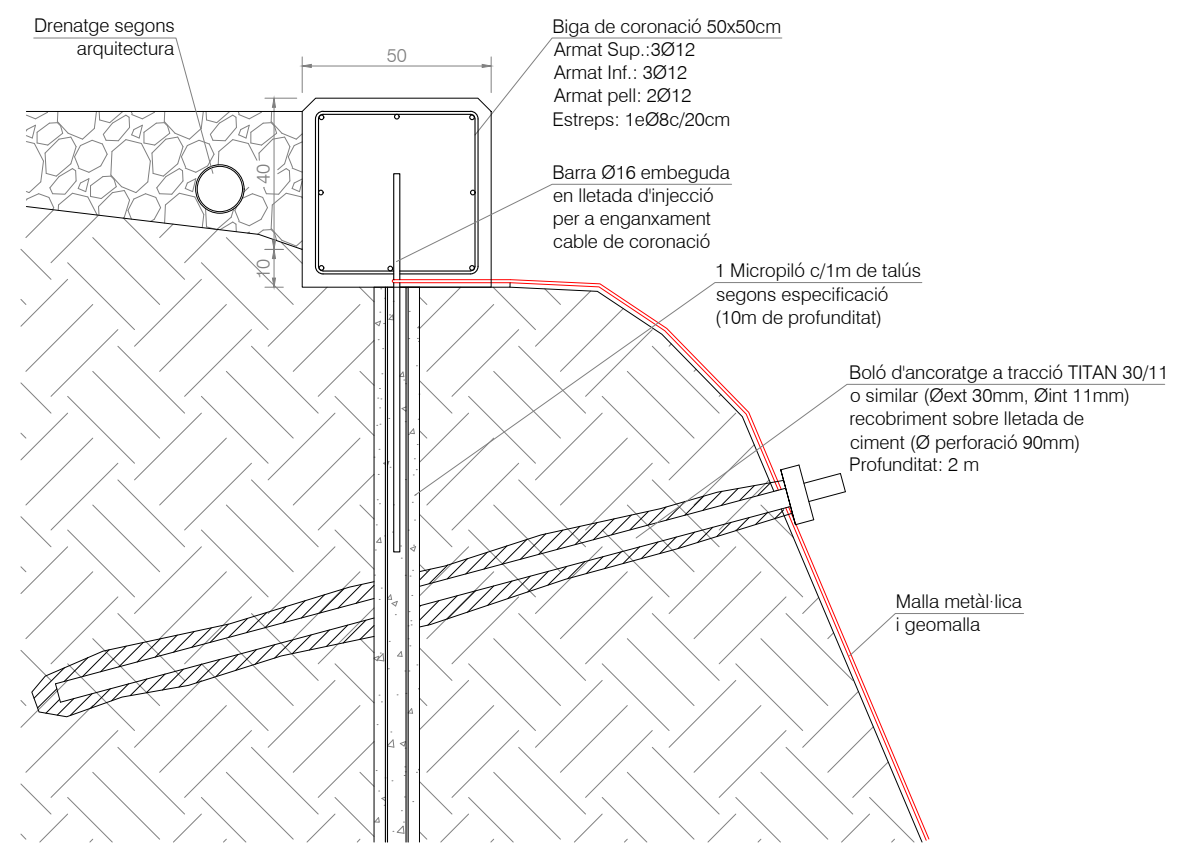 Drenatge segons
arquitectura
50
40
10
Biga de coronació 50x50cm
Armat Sup.:3Ø12
Armat Inf.: 3Ø12
Armat pell: 2Ø12
Estreps: 1eØ8c/20cm
Barra Ø16 embeguda
en lletada d'injecció
per a enganxament
cable de coronació
1 Micropiló c/1m de talús
segons especificació
(10m de profunditat)
Boló d'ancoratge a tracció TITAN 30/11
o similar (Øext 30mm, Øint 11mm)
recobriment sobre lletada de
ciment (Ø perforació 90mm)
Profunditat: 2 m
Malla metàl·lica
i geomalla